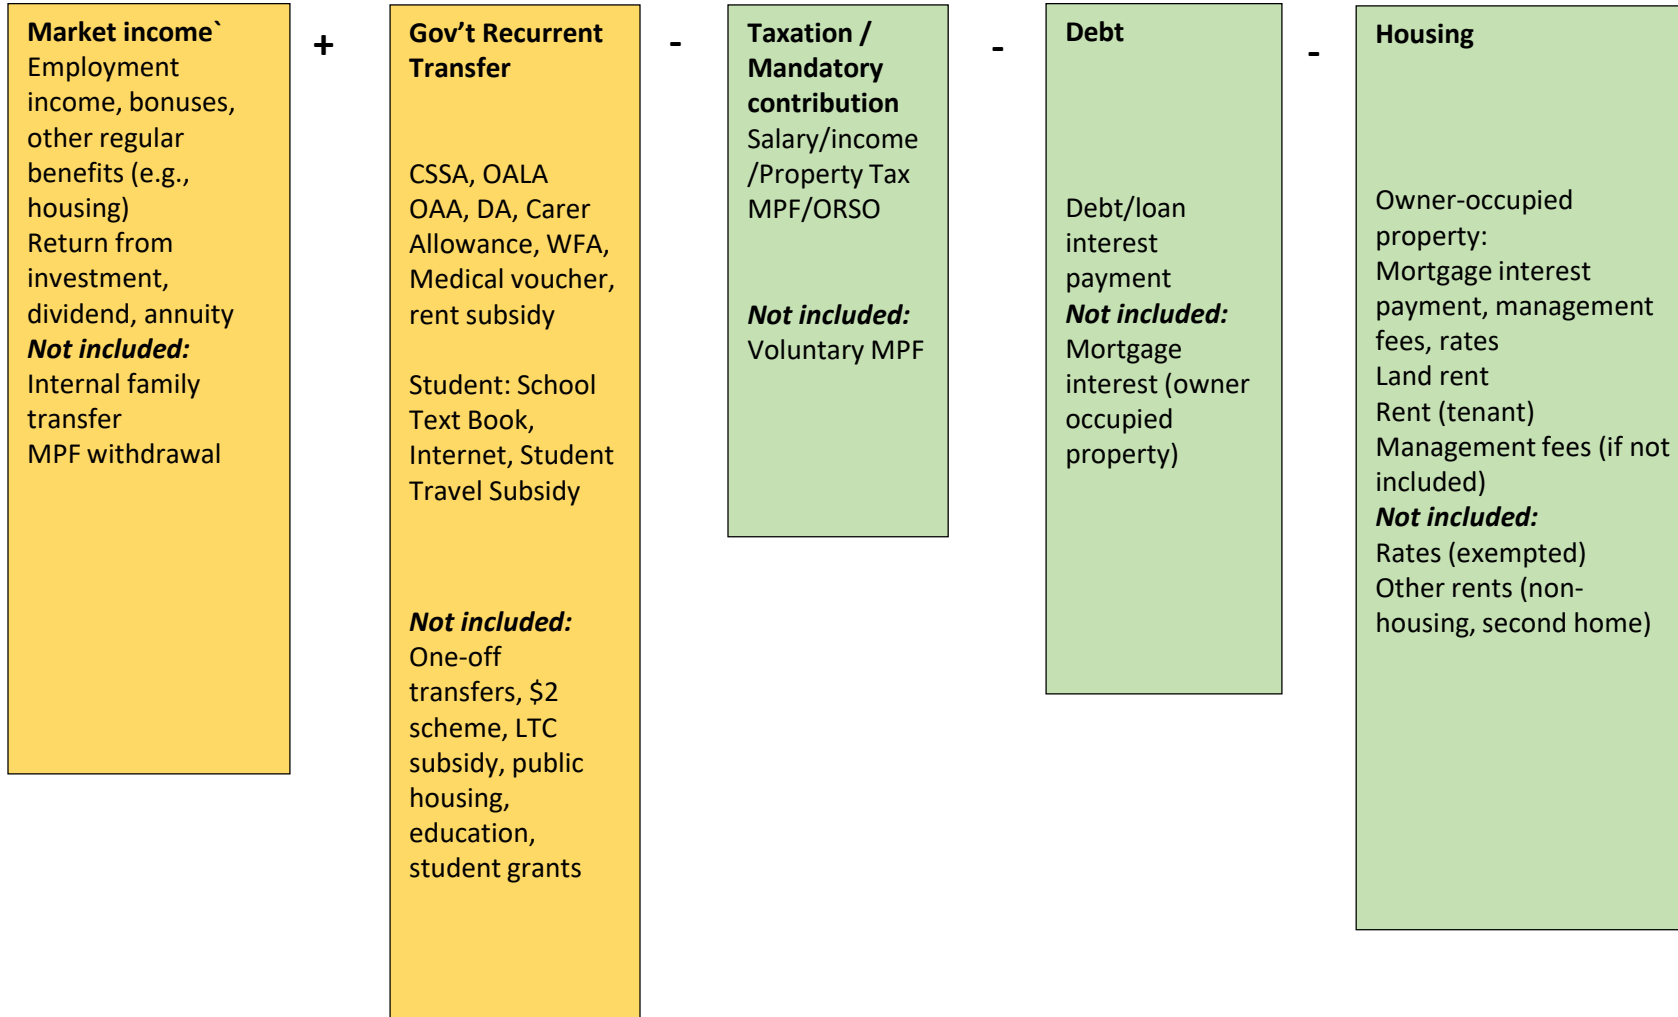 Market income`
Employment
income, bonuses,
other regular
benefits (e.g.,
housing)
Return from
investment,
dividend, annuity
Not included:
Internal family
transfer
MPF withdrawal
+
Gov’t Recurrent
Transfer
CSSA, OALA
OAA, DA, Carer
Allowance, WFA,
Medical voucher,
rent subsidy
Student: School
Text Book,
Internet, Student
Travel Subsidy
Not included:
One-off
transfers, $2
scheme, LTC
subsidy, public
housing,
education,
student grants
-
Taxation /
Mandatory
contribution
Salary/income
/Property Tax
MPF/ORSO
Not included:
Voluntary MPF
-
Debt
Debt/loan
interest
payment
Not included:
Mortgage
interest (owner
occupied
property)
-
Housing
Owner-occupied
property:
Mortgage interest
payment, management
fees, rates
Land rent
Rent (tenant)
Management fees (if not
included)
Not included:
Rates (exempted)
Other rents (non-
housing, second home)